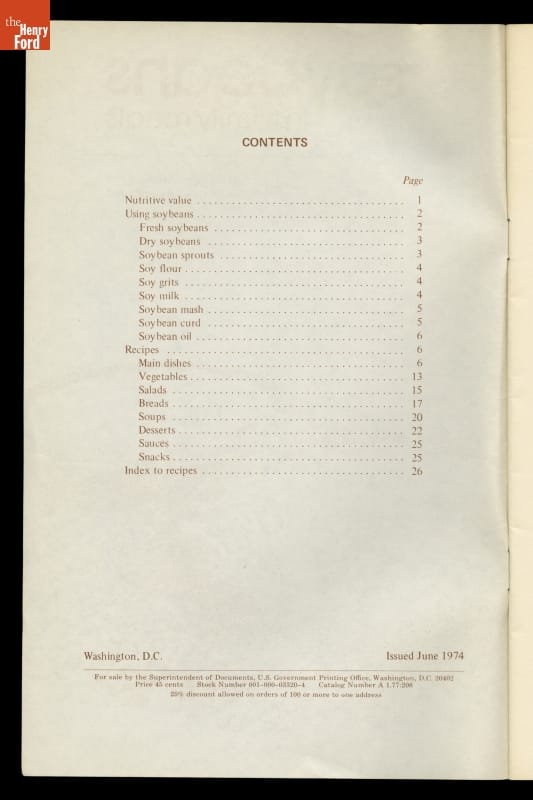 the
Henry
Ford
CONTENTS
Page
Nutritive value . . . . . . . . . . . . . . . . . . . . . . . . . . . . . . . . . . . . 1
Using soybeans . . . . . . . . . . . . . . . . . . . . . . . . . . . . . . . . . . . . 2
Fresh soybeans . . . . . . . . . . . . . . . . . . . . . . . . . . . . . . . . . 2
Dry soybeans . . . . . . . . . . . . . . . . . . . . . . . . . . . . . . . . . . 3
Soybean sprouts . . . . . . . . . . . . . . . . . . . . . . . . . . . . . . . . 3
Soy flour . . . . . . . . . . . . . . . . . . . . . . . . . . . . . . . . . . . . . . 4
Soy grits . . . . . . . . . . . . . . . . . . . . . . . . . . . . . . . . . . . . . . 4
Soy milk . . . . . . . . . . . . . . . . . . . . . . . . . . . . . . . . . . . . . . 4
Soybean mash . . . . . . . . . . . . . . . . . . . . . . . . . . . . . . . . . . 5
Soybean curd . . . . . . . . . . . . . . . . . . . . . . . . . . . . . . . . . . 5
Soybean oil . . . . . . . . . . . . . . . . . . . . . . . . . . . . . . . . . . . . 6
Recipes . . . . . . . . . . . . . . . . . . . . . . . . . . . . . . . . . . . . . . . . . 6
Main dishes . . . . . . . . . . . . . . . . . . . . . . . . . . . . . . . . . . . . 6
Vegetables . . . . . . . . . . . . . . . . . . . . . . . . . . . . . . . . . . . . . 13
Salads . . . . . . . . . . . . . . . . . . . . . . . . . . . . . . . . . . . . . . . . 15
Breads . . . . . . . . . . . . . . . . . . . . . . . . . . . . . . . . . . . . . . . . 17
Soups . . . . . . . . . . . . . . . . . . . . . . . . . . . . . . . . . . . . . . . . . 20
Desserts . . . . . . . . . . . . . . . . . . . . . . . . . . . . . . . . . . . . . . . 22
Sauces . . . . . . . . . . . . . . . . . . . . . . . . . . . . . . . . . . . . . . . . 25
Snacks . . . . . . . . . . . . . . . . . . . . . . . . . . . . . . . . . . . . . . . . 25
Index to recipes . . . . . . . . . . . . . . . . . . . . . . . . . . . . . . . . . . . 26
Washington, D.C. Issued June 1974
For sale by the Superintendent of Documents, U.S. Government Printing Office, Washington, D.C. 20402
Price 45 cents Stock Number 001-000-03320-4 Catalog Number A 1.77:208
25% discount allowed on orders of 100 or more to one address